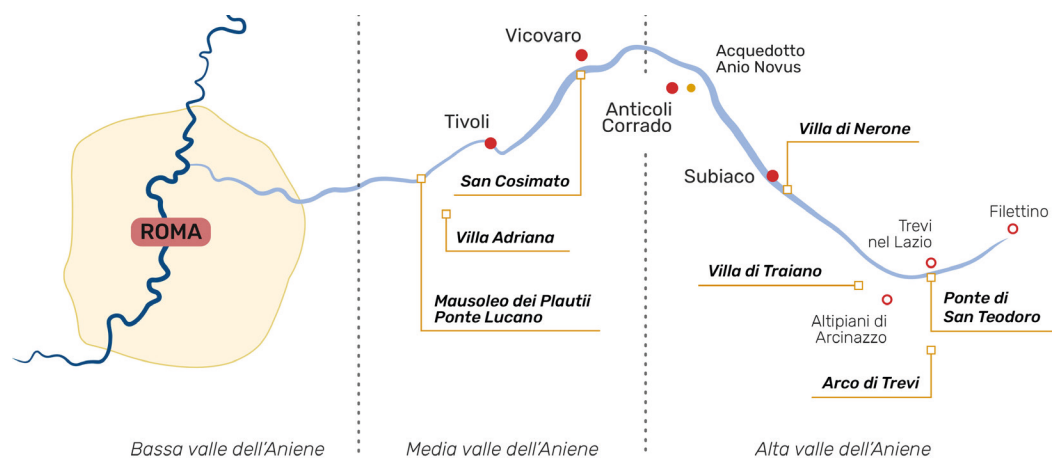 Vicovaro
Acquedotto
Anio Novus
Tivoli
Anticoli
Corrado
Villa di Nerone
San Cosimato
Subiaco
ROMA
Villa Adriana
Trevi
nel Lazio
Filettino
Villa di Traiano
Mausoleo dei Plautii
Ponte Lucano
Ponte di
San Teodoro
Altipiani di
Arcinazzo
Arco di Trevi
Bassa valle dell'Aniene
Media valle dell'Aniene
Alta valle dell'Aniene